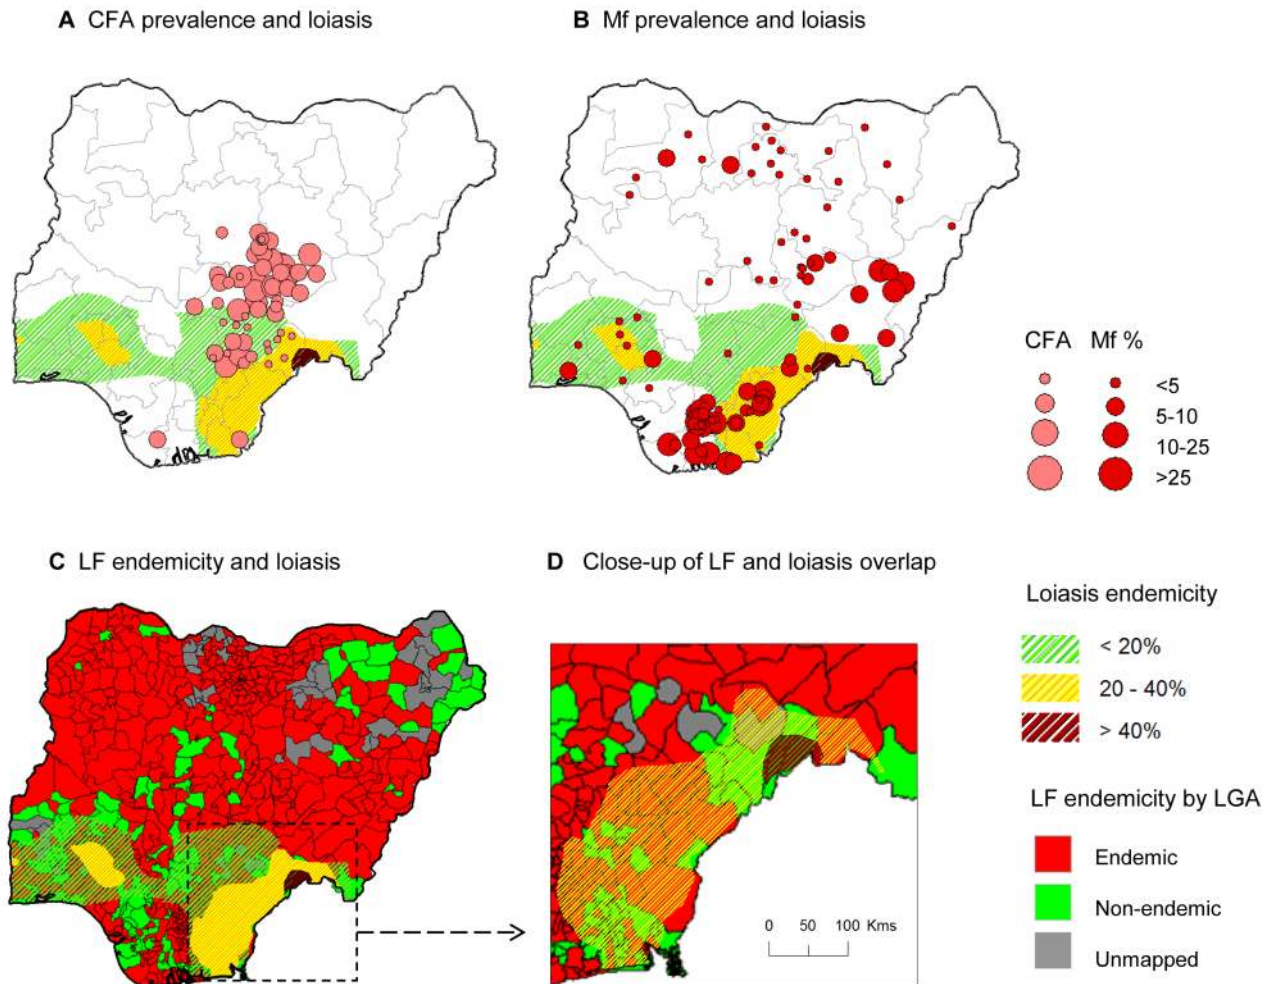 A CFA prevalence and loiasis
B Mf prevalence and loiasis
CFA Mf %
<5
5-10
10-25
>25
C LF endemicity and loiasis
D Close-up of LF and loiasis overlap
0 50 100 Kms
Loiasis endemicity
< 20%
20 - 40%
> 40%
LF endemicity by LGA
Endemic
Non-endemic
Unmapped